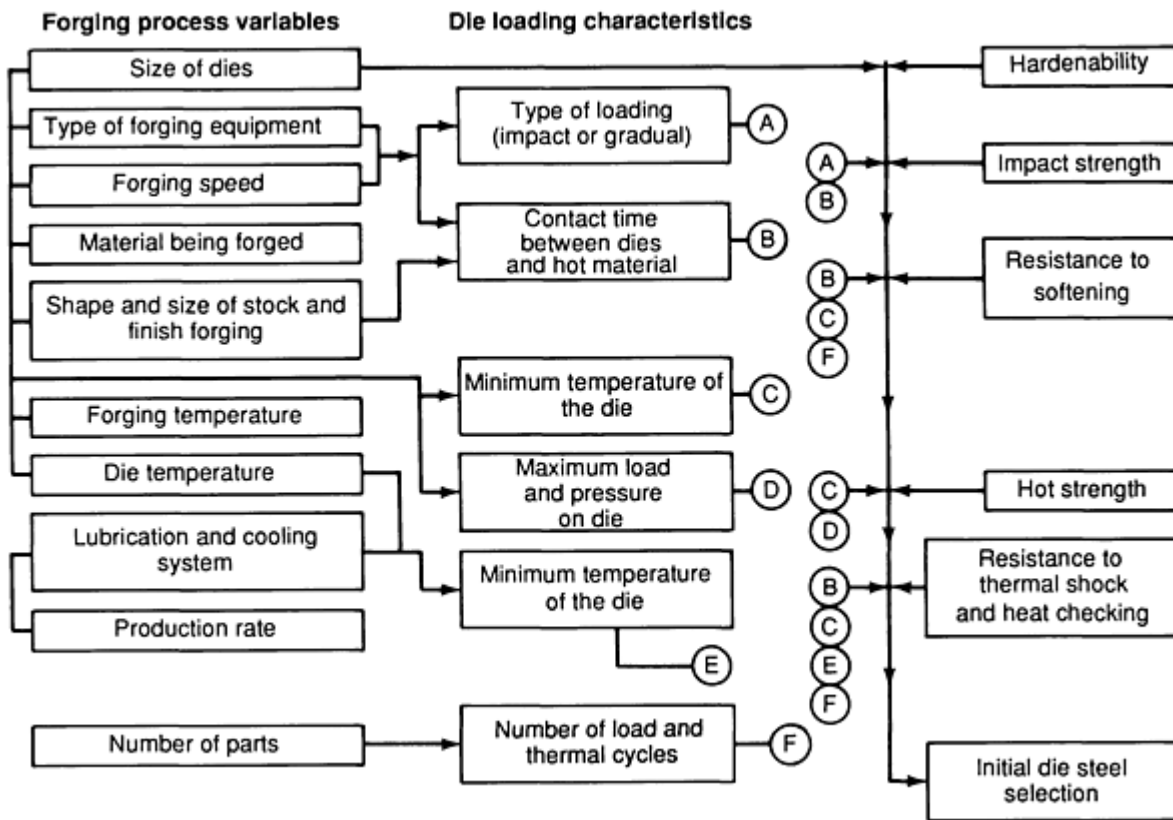 Forging process variables
Die loading characteristics
Size of dies
Type of forging equipment
Forging speed
Material being forged
Shape and size of stock and
finish forging
Forging temperature
Die temperature
Lubrication and cooling
system
Production rate
Number of parts
Type of loading
(impact or gradual)
A
Contact time
between dies
and hot material
B
Minimum temperature of
the die
C
Maximum load
and pressure
on die
D
Minimum temperature
of the die
E
Number of load and
thermal cycles
F
A
B
B
C
F
C
D
B
C
E
F
Hardenability
Impact strength
Resistance to
softening
Hot strength
Resistance to
thermal shock
and heat checking
Initial die steel
selection